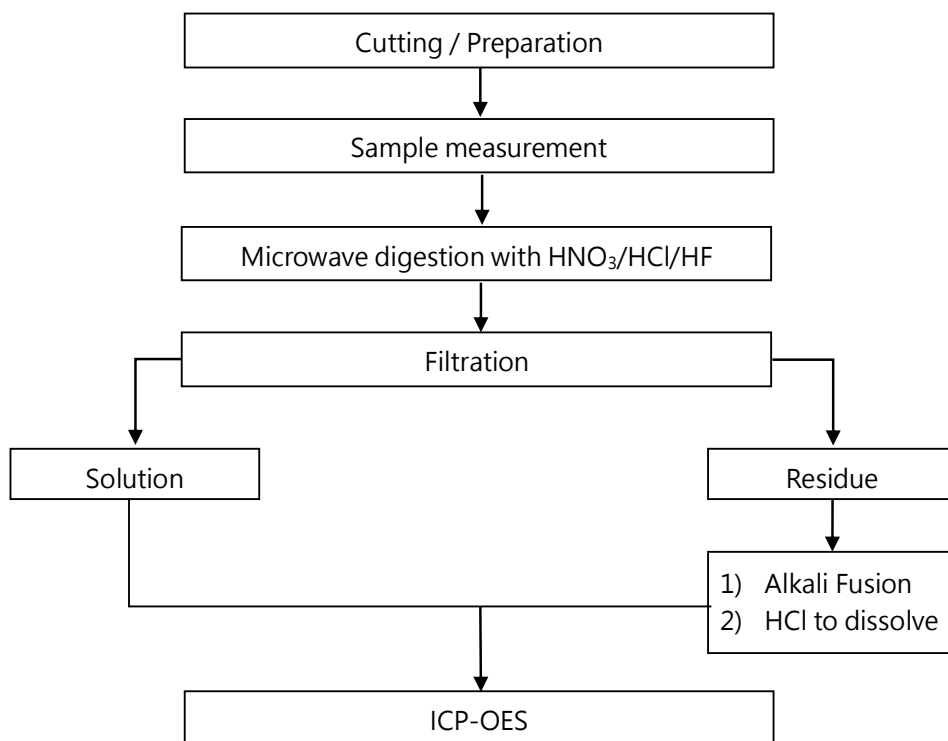 Cutting / Preparation
Sample measurement
Microwave digestion with HNO₃/HCl/HF
Filtration
Solution
Residue
1) Alkali Fusion
2) HCl to dissolve
ICP-OES